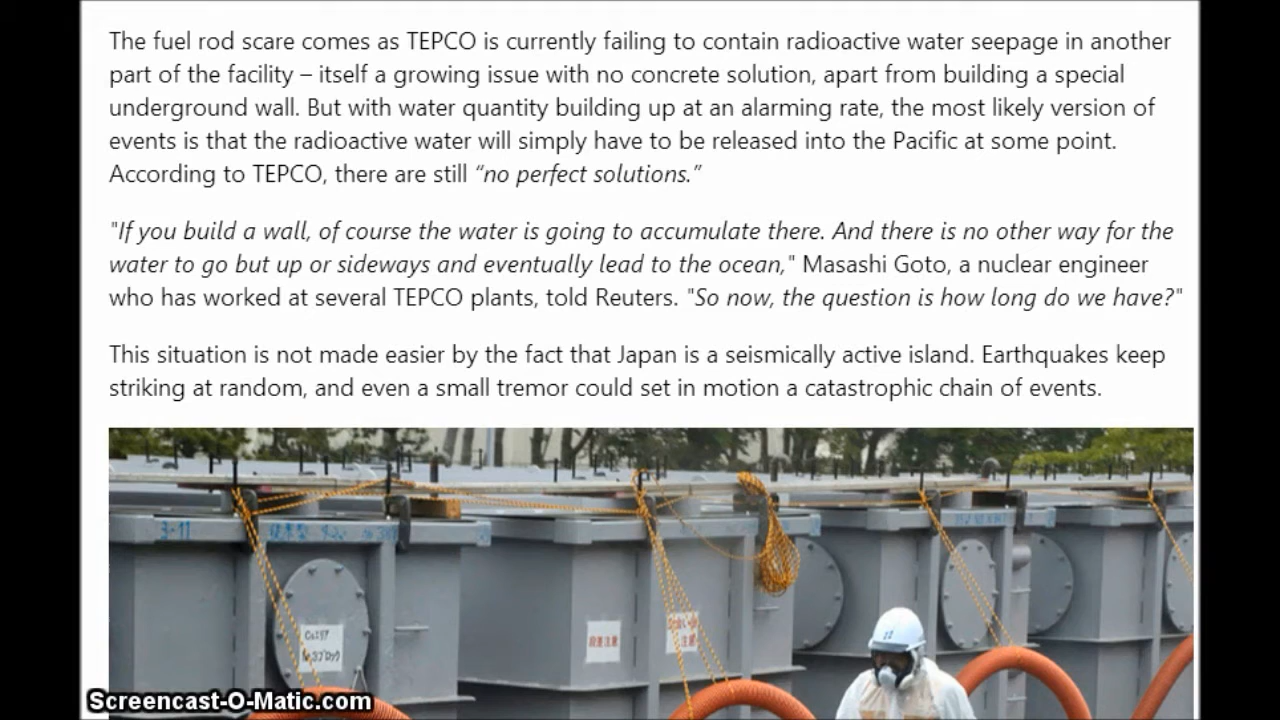 The fuel rod scare comes as TEPCO is currently failing to contain radioactive water seepage in another
part of the facility – itself a growing issue with no concrete solution, apart from building a special
underground wall. But with water quantity building up at an alarming rate, the most likely version of
events is that the radioactive water will simply have to be released into the Pacific at some point.
According to TEPCO, there are still “no perfect solutions.”
"If you build a wall, of course the water is going to accumulate there. And there is no other way for the
water to go but up or sideways and eventually lead to the ocean," Masashi Goto, a nuclear engineer
who has worked at several TEPCO plants, told Reuters. "So now, the question is how long do we have?"
This situation is not made easier by the fact that Japan is a seismically active island. Earthquakes keep
striking at random, and even a small tremor could set in motion a catastrophic chain of events.
3-11
段差注意
注意
Screencast-O-Matic.com